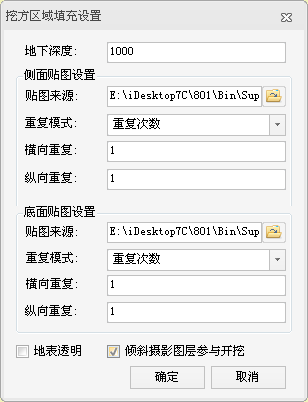 挖方区域填充设置
地下深度: 1000
侧面贴图设置
贴图来源: E:\iDesktop7C\801\Bin\Sup
重复模式: 重复次数
横向重复: 1
纵向重复: 1
底面贴图设置
贴图来源: E:\iDesktop7C\801\Bin\Sup
重复模式: 重复次数
横向重复: 1
纵向重复: 1
地表透明 倾斜摄影图层参与开挖
确定 取消